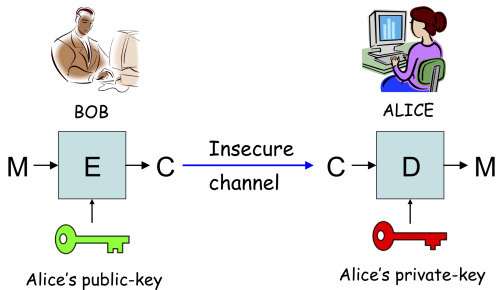 BOB
ALICE
M E C Insecure channel C D M
Alice's public-key
Alice's private-key